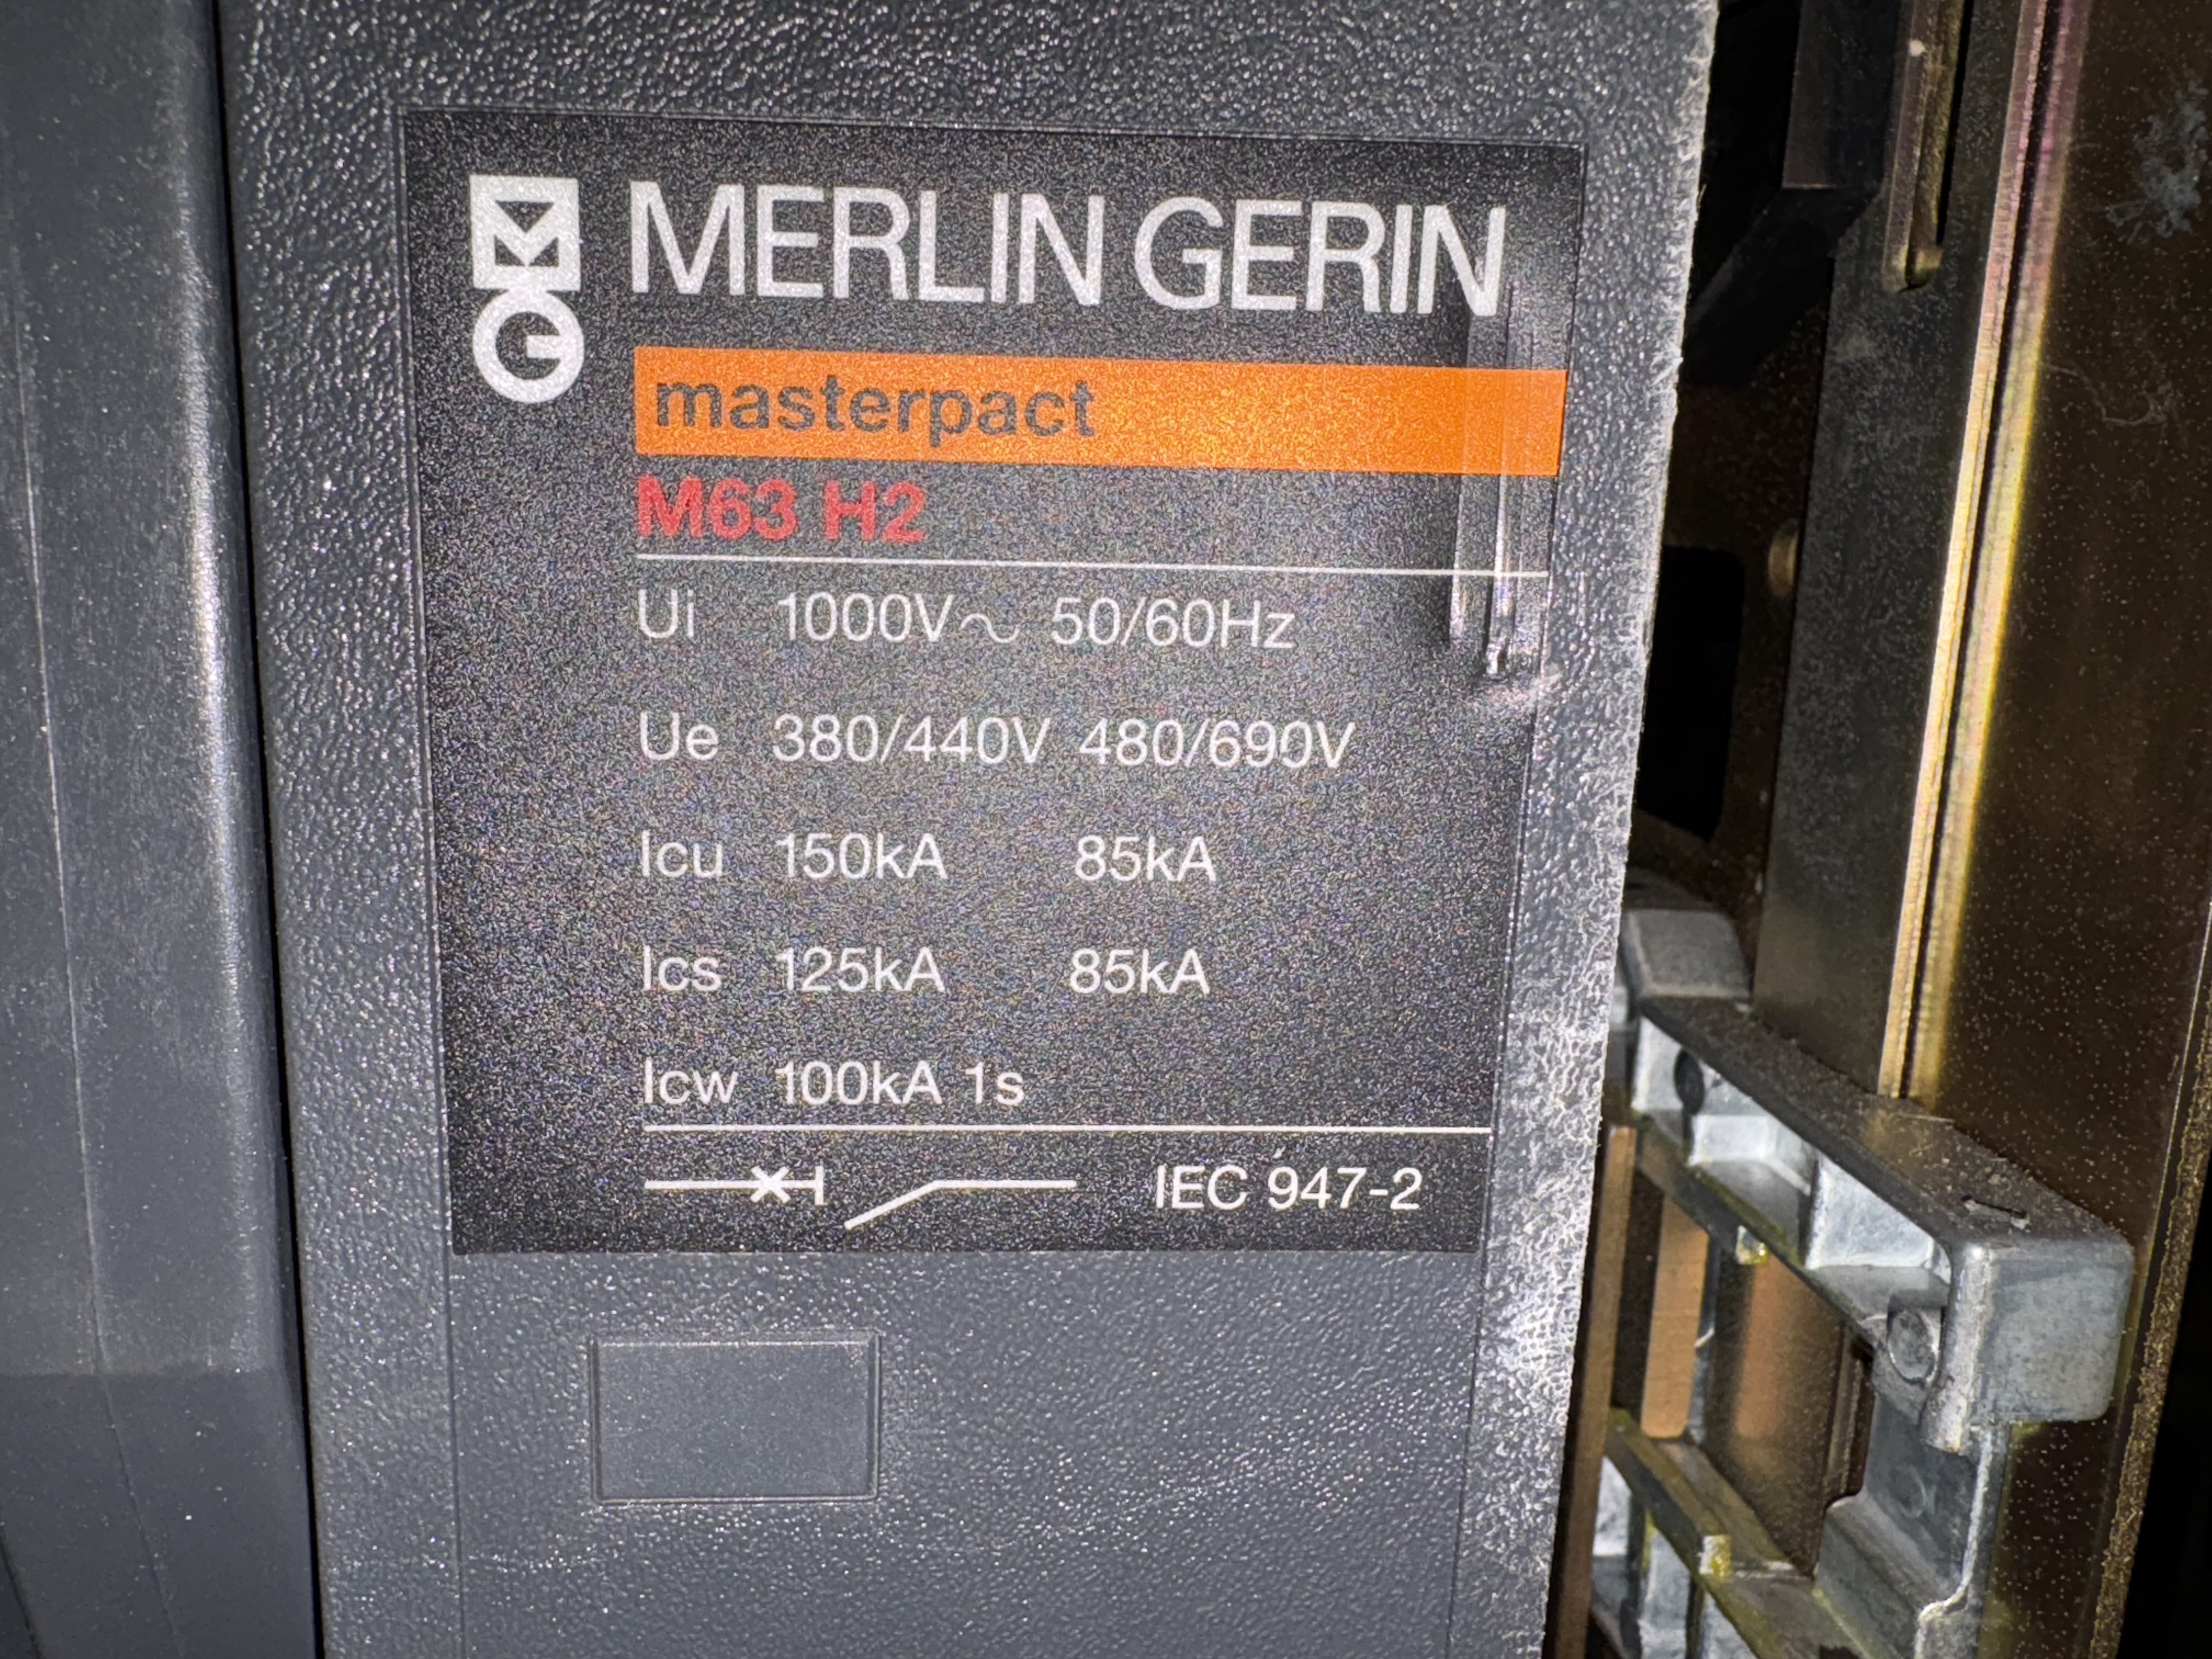 MG MERLIN GERIN
masterpact
M63 H2
Ui 1000V~ 50/60Hz
Ue 380/440V 480/690V
Icu 150kA 85kA
Ics 125kA 85kA
Icw 100kA 1s
IEC 947-2